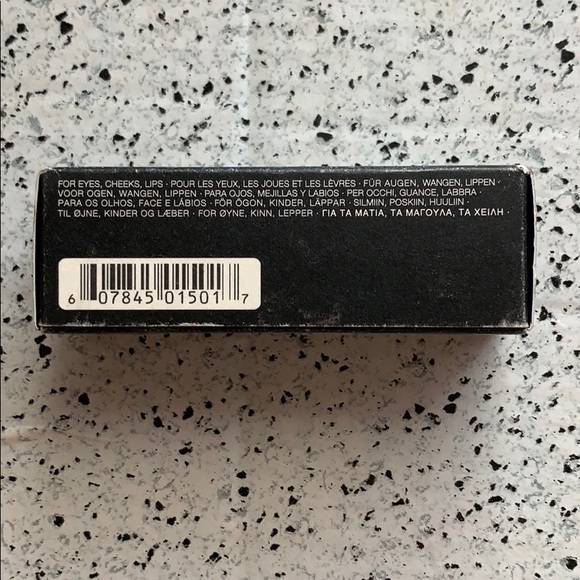 FOR EYES, CHEEKS, LIPS · POUR LES YEUX, LES JOUES ET LES LÈVRES · FÜR AUGEN, WANGEN, LIPPEN ·
VOOR OGEN, WANGEN, LIPPEN · PARA OJOS, MEJILLAS Y LABIOS · PER OCCHI, GUANCE, LABBRA ·
PARA OS OLHOS, FACE E LÁBIOS · FÖR ÖGON, KINDER, LÄPPAR · SILMIIN, POSKIIN, HUULIIN ·
TIL ØJNE, KINDER OG LÆBER · FOR ØYNE, KINN, LEPPER · ΓΙΑ ΤΑ ΜΑΤΙΑ, ΤΑ ΜΑΓΟΥΛΑ, ΤΑ ΧΕΙΛΗ ·
6 07845 01501 7